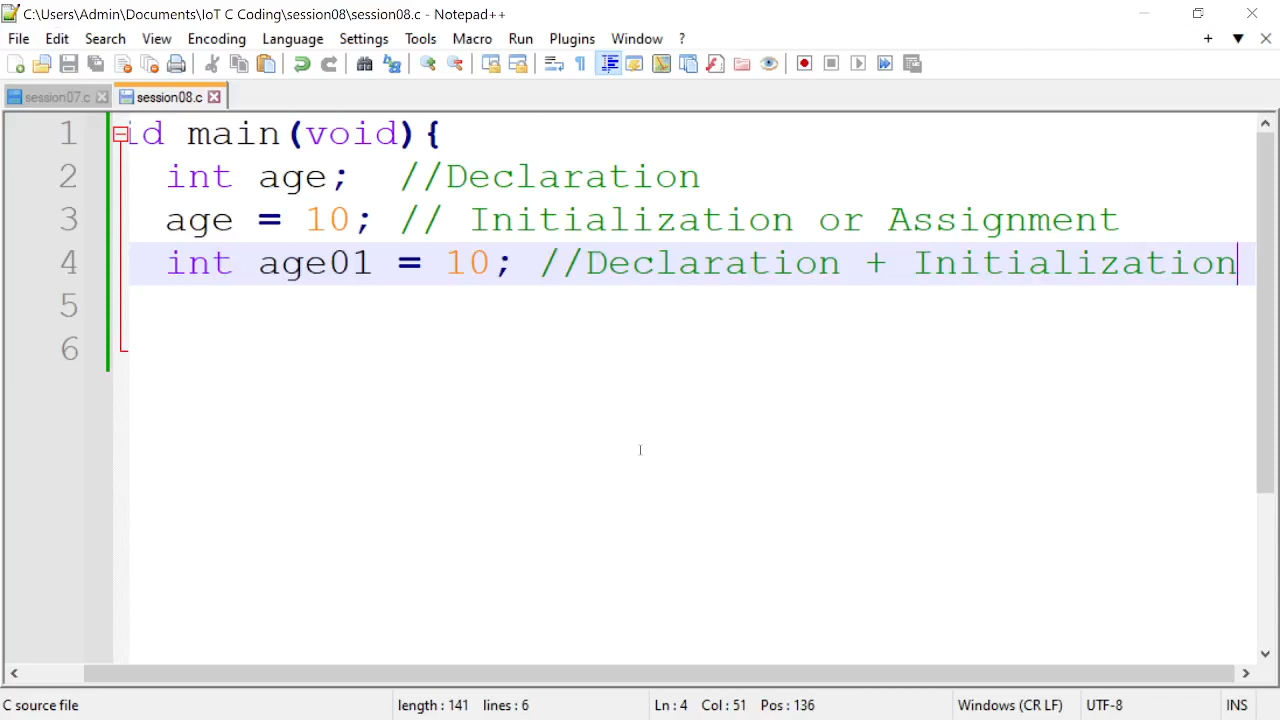 C:\Users\Admin\Documents\IoT C Coding\session08\session08.c - Notepad++
File Edit Search View Encoding Language Settings Tools Macro Run Plugins Window ?
session07.c session08.c
1 id main(void){
2 int age; //Declaration
3 age = 10; // Initialization or Assignment
4 int age01 = 10; //Declaration + Initialization
5
6
C source file length : 141 lines : 6 Ln : 4 Col : 51 Pos : 136 Windows (CR LF) UTF-8 INS